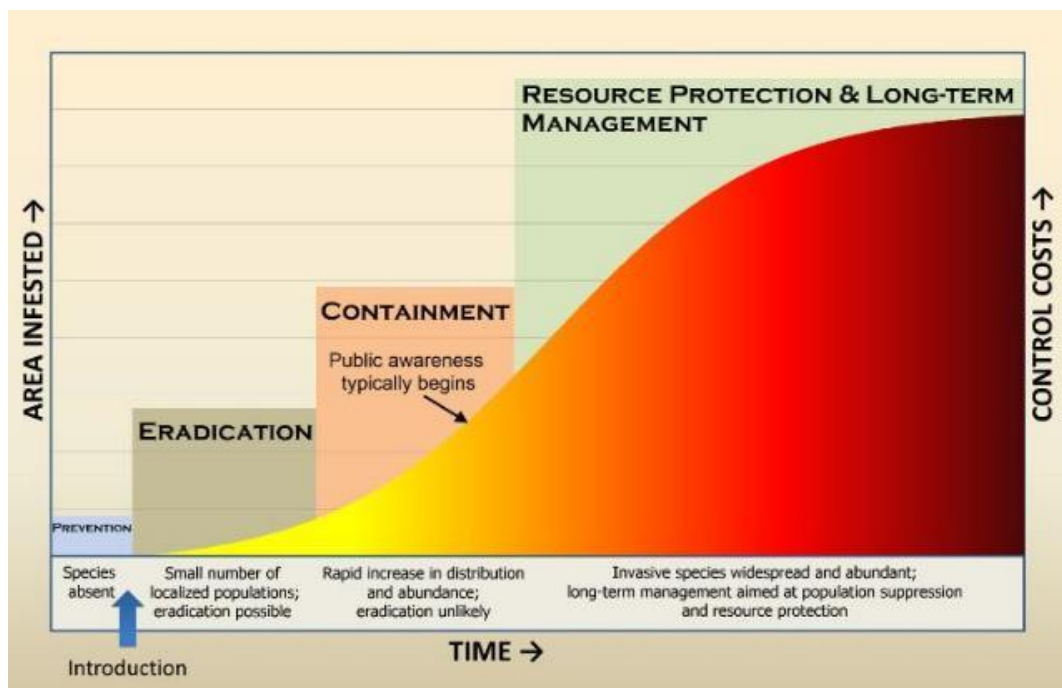 RESOURCE PROTECTION & LONG-TERM
MANAGEMENT
CONTAINMENT
Public awareness
typically begins
ERADICATION
PREVENTION
AREA INFESTED →
CONTROL COSTS →
Species
absent
Small number of
localized populations;
eradication possible
Rapid increase in distribution
and abundance;
eradication unlikely
Invasive species widespread and abundant;
long-term management aimed at population suppression
and resource protection
TIME →
Introduction